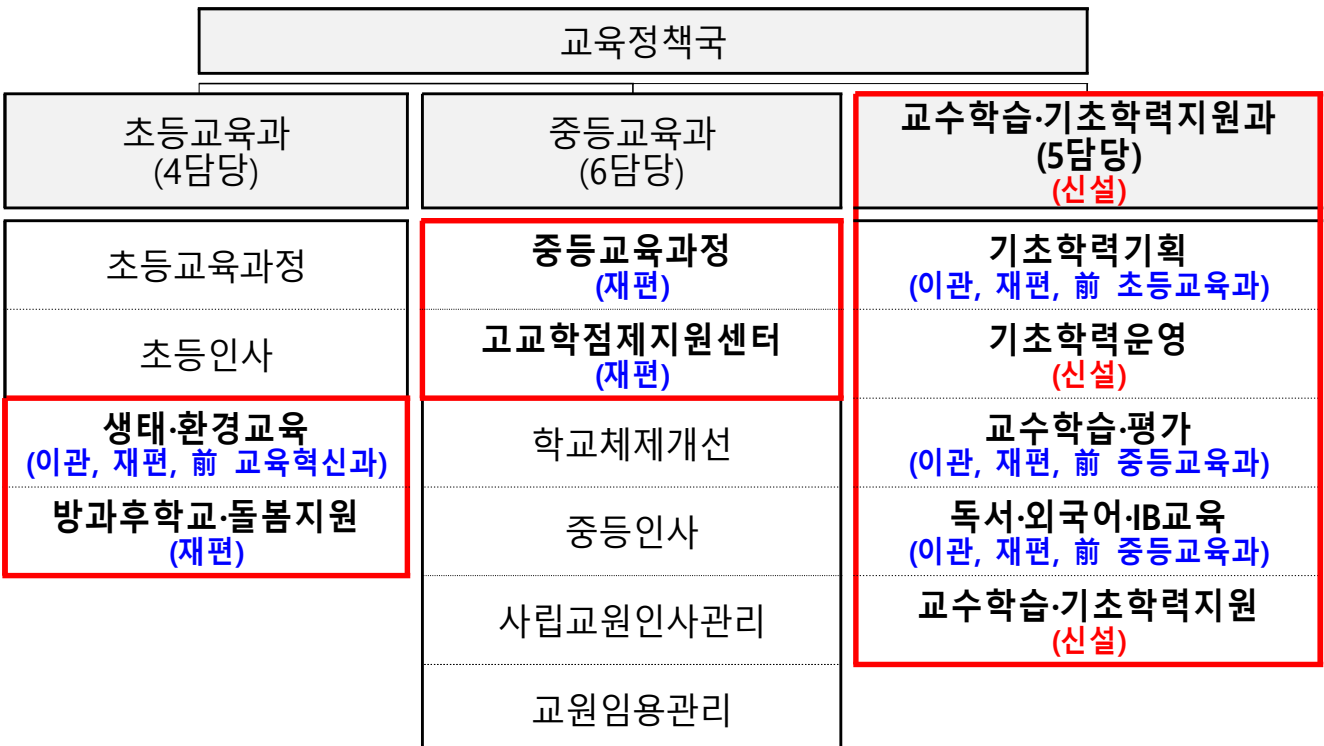 교육정책국
초등교육과
(4담당)
중등교육과
(6담당)
교수학습·기초학력지원과
(5담당)
(신설)
초등교육과정
초등인사
생태·환경교육
(이관, 재편, 前 교육혁신과)
방과후학교·돌봄지원
(재편)
중등교육과정
(재편)
고교학점제지원센터
(재편)
학교체제개선
중등인사
사립교원인사관리
교원임용관리
기초학력기획
(이관, 재편, 前 초등교육과)
기초학력운영
(신설)
교수학습·평가
(이관, 재편, 前 중등교육과)
독서·외국어·IB교육
(이관, 재편, 前 중등교육과)
교수학습·기초학력지원
(신설)